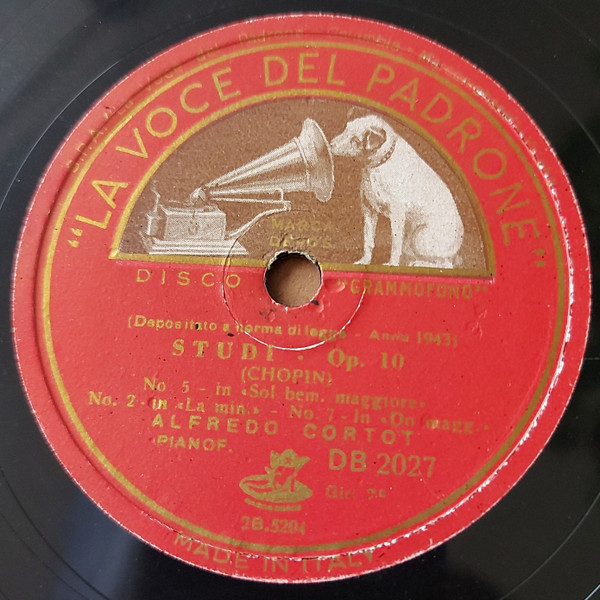 "LA VOCE DEL PADRONE"
DISCO "GRAMMOFONO"
(Depositato a norma di legge - Anno 1943)
STUDI - Op. 10
(CHOPIN)
No. 5 - in «Sol bem. maggiore»
No. 2 - in «La min.» - No. 7 - in «Do magg.»
ALFREDO CORTOT
PIANOF.
DB 2027
2B.5204
MADE IN ITALY